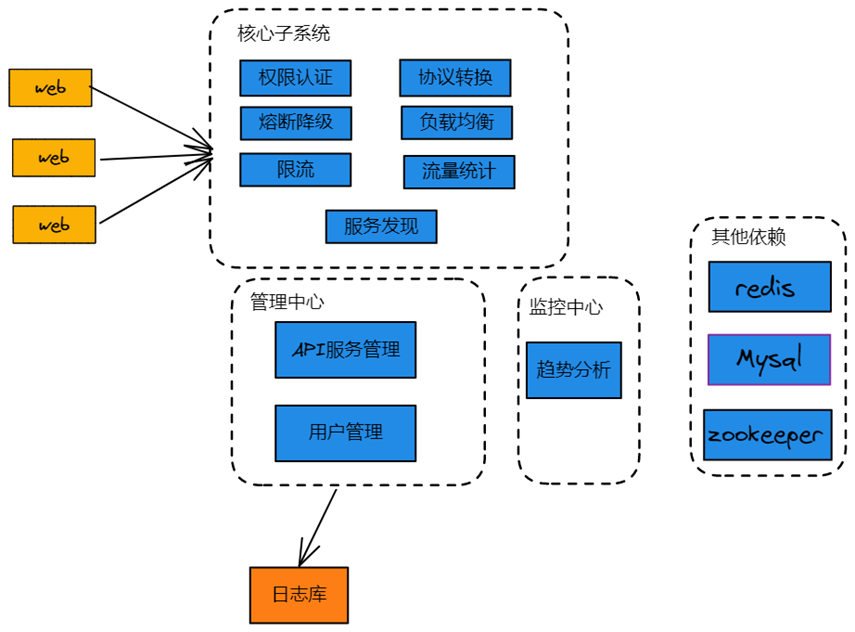 核心子系统
web
web
web
权限认证
协议转换
熔断降级
负载均衡
限流
流量统计
服务发现
管理中心
API服务管理
用户管理
监控中心
趋势分析
其他依赖
redis
Mysal
zookeeper
日志库